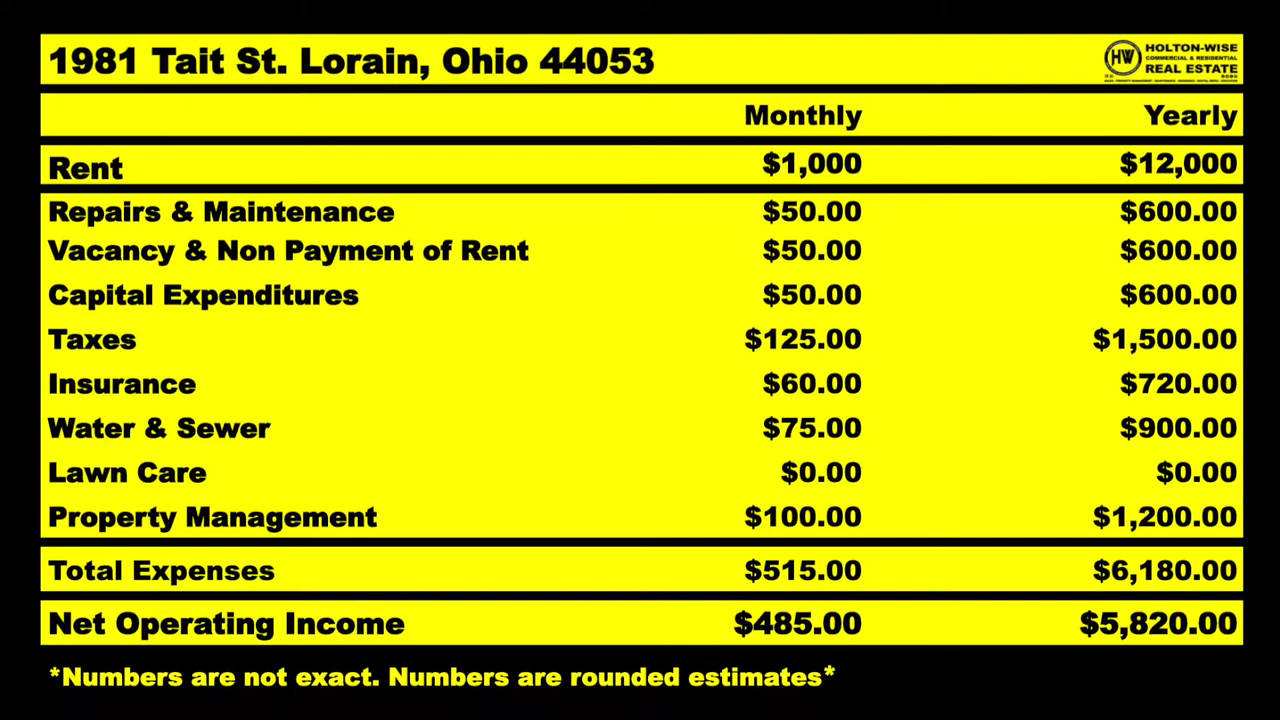 1981 Tait St. Lorain, Ohio 44053
HW
HOLTON-WISE
COMMERCIAL & RESIDENTIAL
REAL ESTATE
Monthly Yearly
Rent $1,000 $12,000
Repairs & Maintenance $50.00 $600.00
Vacancy & Non Payment of Rent $50.00 $600.00
Capital Expenditures $50.00 $600.00
Taxes $125.00 $1,500.00
Insurance $60.00 $720.00
Water & Sewer $75.00 $900.00
Lawn Care $0.00 $0.00
Property Management $100.00 $1,200.00
Total Expenses $515.00 $6,180.00
Net Operating Income $485.00 $5,820.00
*Numbers are not exact. Numbers are rounded estimates*